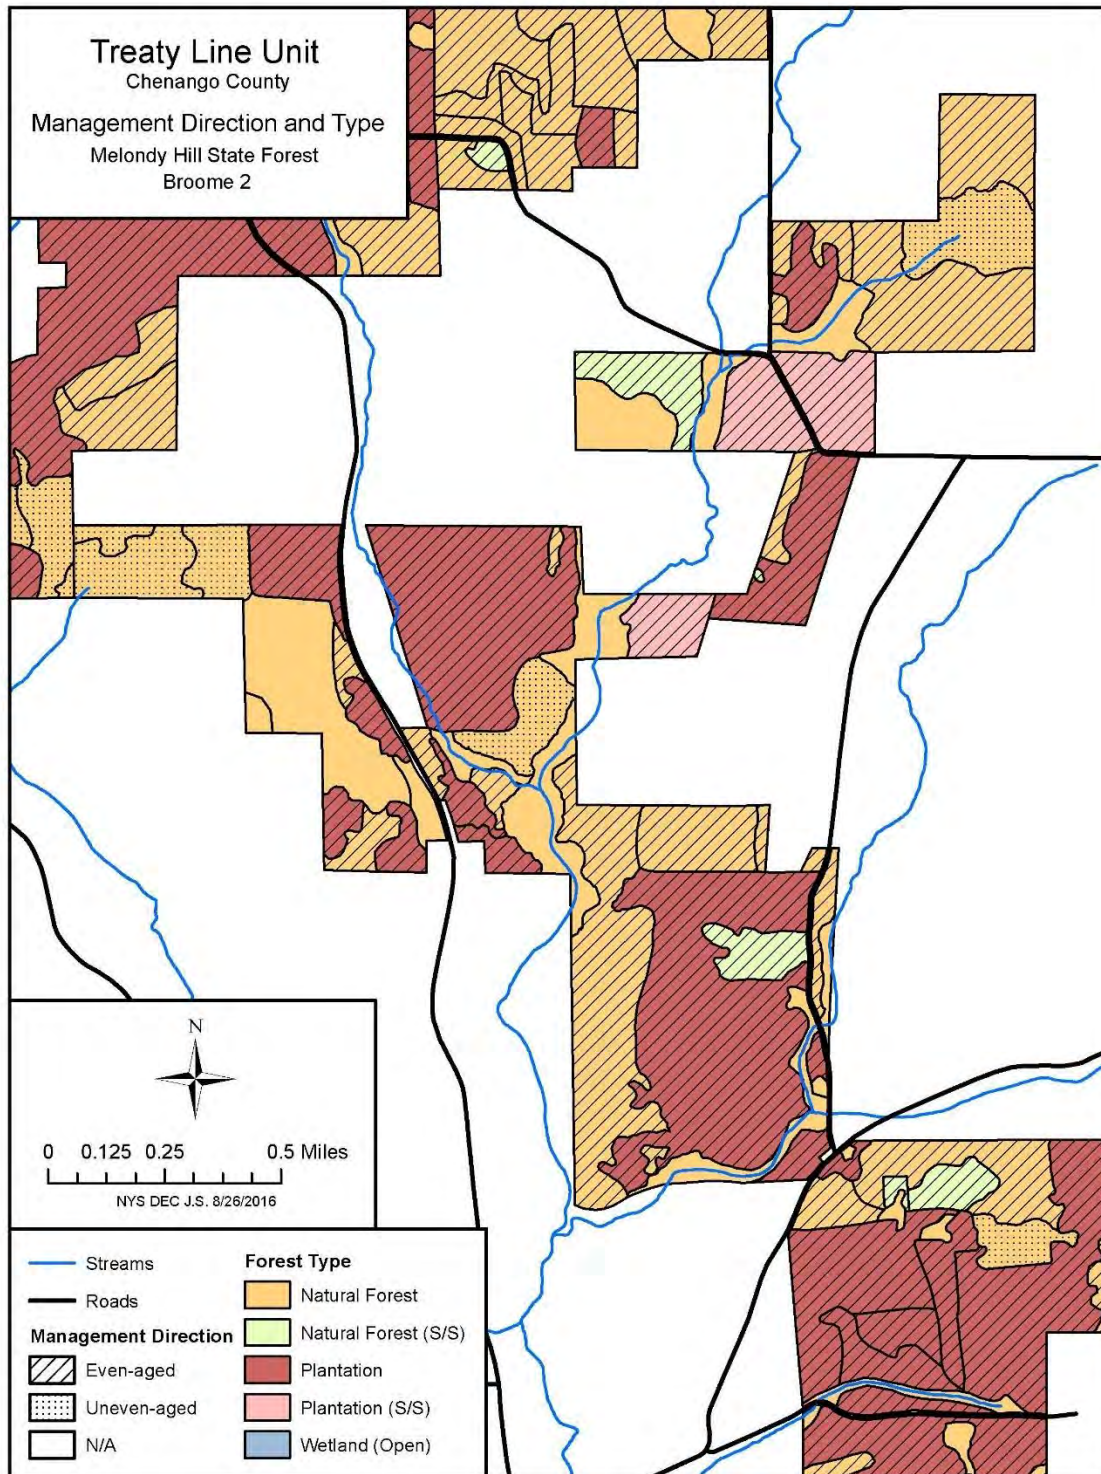 Treaty Line Unit
Chenango County
Management Direction and Type
Melondy Hill State Forest
Broome 2
N
0 0.125 0.25 0.5 Miles
NYS DEC J.S. 8/26/2016
Streams
Roads
Management Direction
Even-aged
Uneven-aged
N/A
Forest Type
Natural Forest
Natural Forest (S/S)
Plantation
Plantation (S/S)
Wetland (Open)